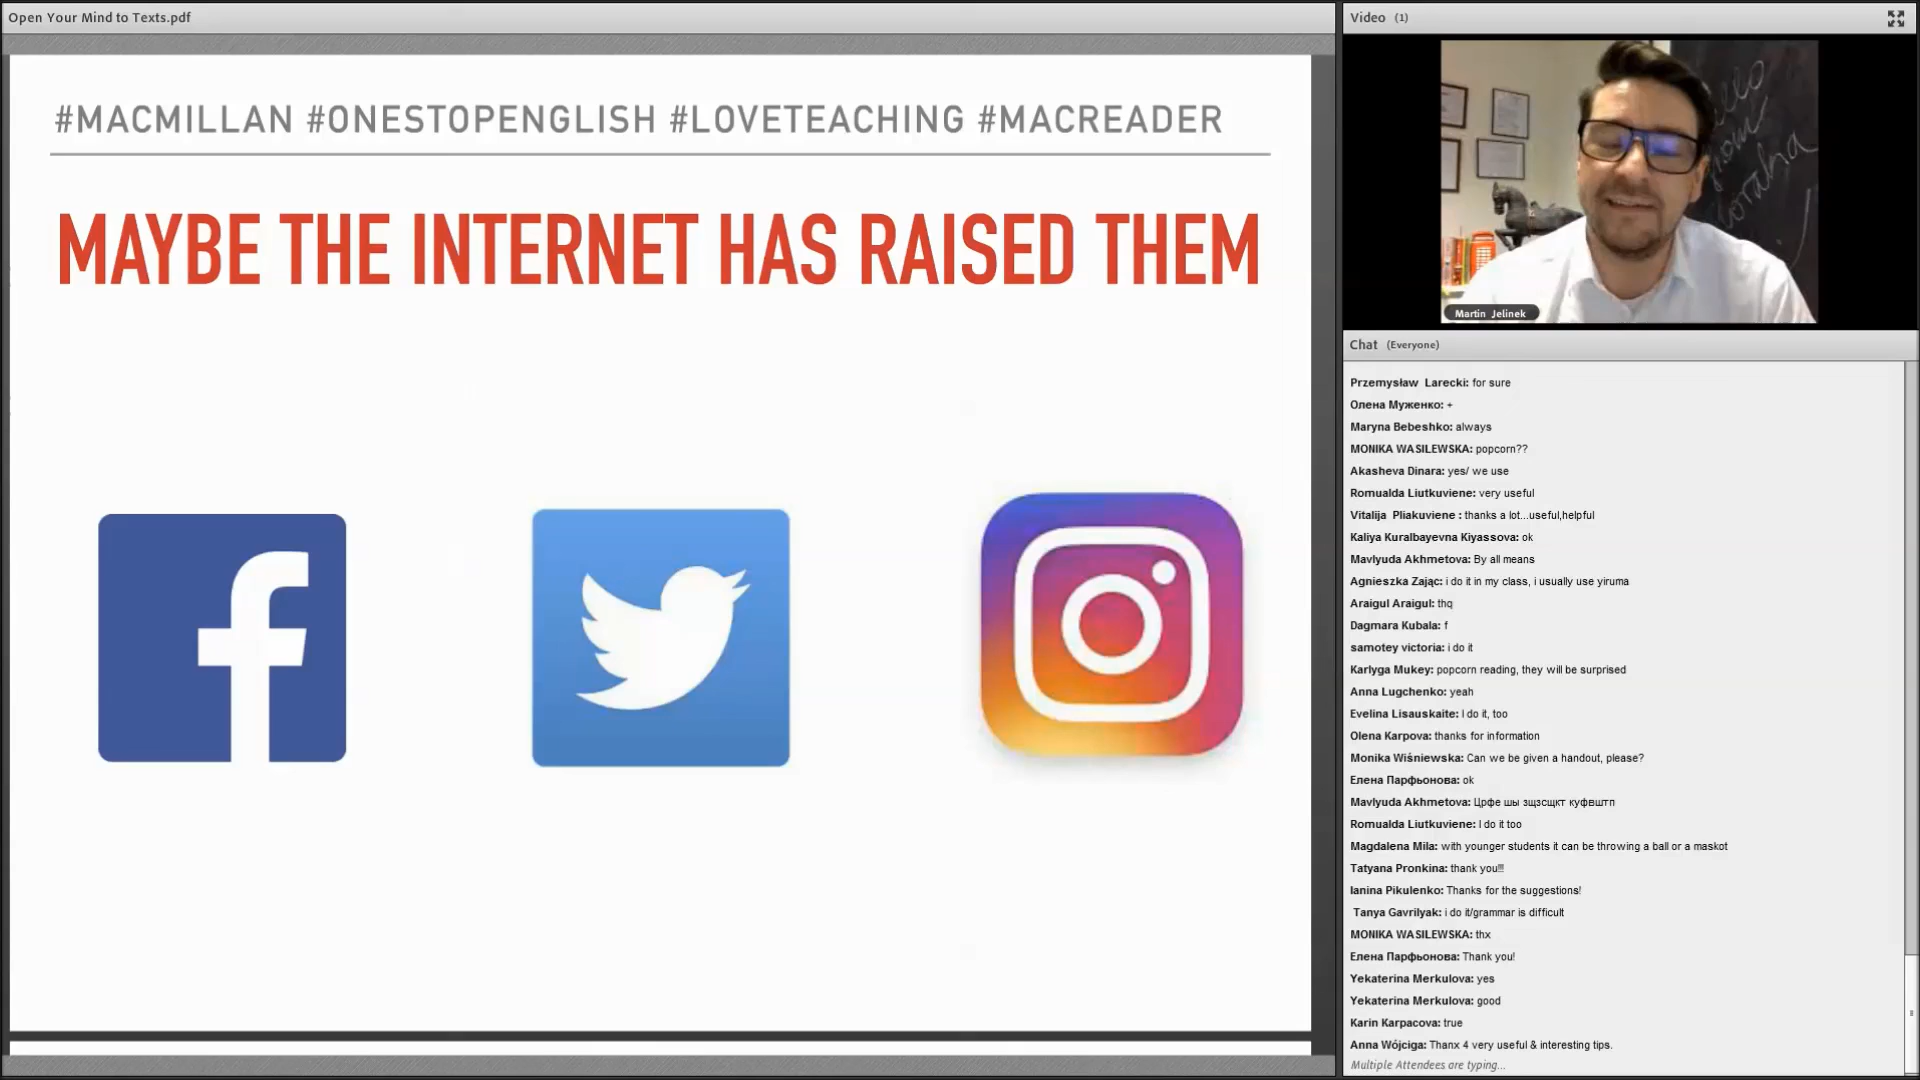 Open Your Mind to Texts.pdf
#MACMILLAN #ONESTOPENGLISH #LOVETEACHING #MACREADER
MAYBE THE INTERNET HAS RAISED THEM
Video (1)
Martin Jelinek
Chat (Everyone)
Przemysław Larecki: for sure
Олена Муженко: +
Maryna Bebeshko: always
MONIKA WASILEWSKA: popcorn??
Akasheva Dinara: yes/ we use
Romualda Liutkuviene: very useful
Vitalija Pliakuviene : thanks a lot...useful,helpful
Kaliya Kuralbayevna Kiyassova: ok
Mavlyuda Akhmetova: By all means
Agnieszka Zając: i do it in my class, i usually use yiruma
Araigul Araigul: thq
Dagmara Kubala: f
samotey victoria: i do it
Karlyga Mukey: popcorn reading, they will be surprised
Anna Lugchenko: yeah
Evelina Lisauskaite: I do it, too
Olena Karpova: thanks for information
Monika Wiśniewska: Can we be given a handout, please?
Елена Парфьонова: ok
Mavlyuda Akhmetova: Црфе шы зщзсщкт куфвштп
Romualda Liutkuviene: I do it too
Magdalena Mila: with younger students it can be throwing a ball or a maskot
Tatyana Pronkina: thank you!!!
Ianina Pikulenko: Thanks for the suggestions!
Tanya Gavrilyak: i do it/grammar is difficult
MONIKA WASILEWSKA: thx
Елена Парфьонова: Thank you!
Yekaterina Merkulova: yes
Yekaterina Merkulova: good
Karin Karpacova: true
Anna Wójciga: Thanx 4 very useful & interesting tips.
Multiple Attendees are typing...